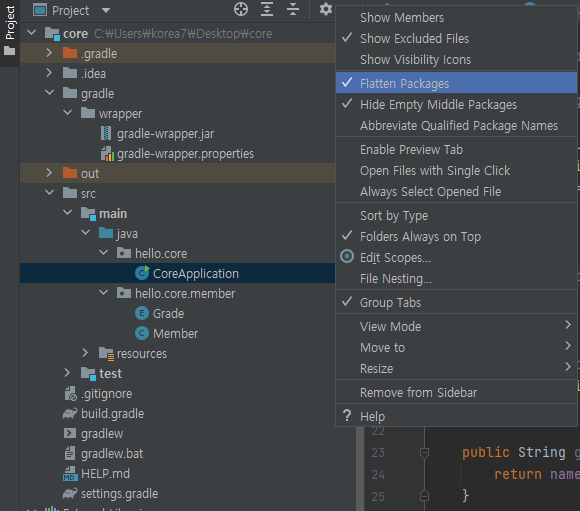 Project
Project
core C:₩Users₩korea7₩Desktop₩core
.gradle
.idea
gradle
wrapper
gradle-wrapper.jar
gradle-wrapper.properties
out
src
main
java
hello.core
CoreApplication
hello.core.member
Grade
Member
resources
test
.gitignore
build.gradle
gradlew
gradlew.bat
HELP.md
settings.gradle
Show Members
Show Excluded Files
Show Visibility Icons
Flatten Packages
Hide Empty Middle Packages
Abbreviate Qualified Package Names
Enable Preview Tab
Open Files with Single Click
Always Select Opened File
Sort by Type
Folders Always on Top
Edit Scopes...
File Nesting...
Group Tabs
View Mode
Move to
Resize
Remove from Sidebar
? Help
22
23 public String g
24 return name
25 }